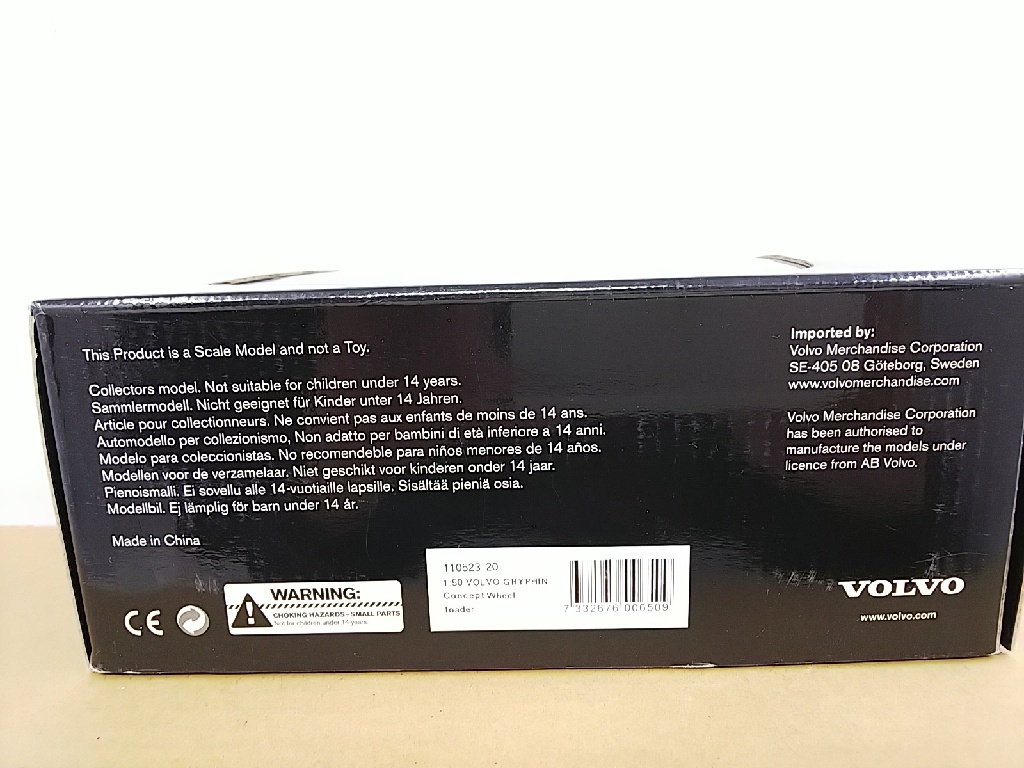 This Product is a Scale Model and not a Toy.
Collectors model. Not suitable for children under 14 years.
Sammlermodell. Nicht geeignet für Kinder unter 14 Jahren.
Article pour collectionneurs. Ne convient pas aux enfants de moins de 14 ans.
Automodello per collezionismo, Non adatto per bambini di età inferiore a 14 anni.
Modelo para coleccionistas. No recomendeble para niños menores de 14 años.
Modellen voor de verzamelaar. Niet geschikt voor kinderen onder 14 jaar.
Pienoismalli. Ei sovellu alle 14-vuotiaille lapsille. Sisältää pieniä osia.
Modellbil. Ej lämplig för barn under 14 år.
Made in China
CE
WARNING:
CHOKING HAZARDS - SMALL PARTS
Not for children under 14 years.
110523 20
1:50 VOLVO GRYPHIN
Concept Wheel
loader
7 332676 006509
Imported by:
Volvo Merchandise Corporation
SE-405 08 Göteborg, Sweden
www.volvomerchandise.com
Volvo Merchandise Corporation
has been authorised to
manufacture the models under
licence from AB Volvo.
VOLVO
www.volvo.com